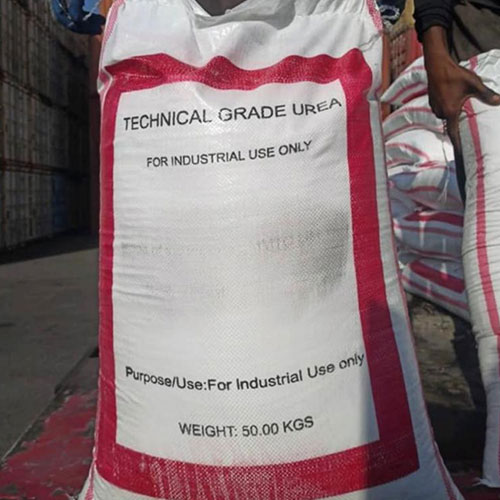 TECHNICAL GRADE UREA
FOR INDUSTRIAL USE ONLY
Purpose/Use:For Industrial Use only
WEIGHT: 50.00 KGS